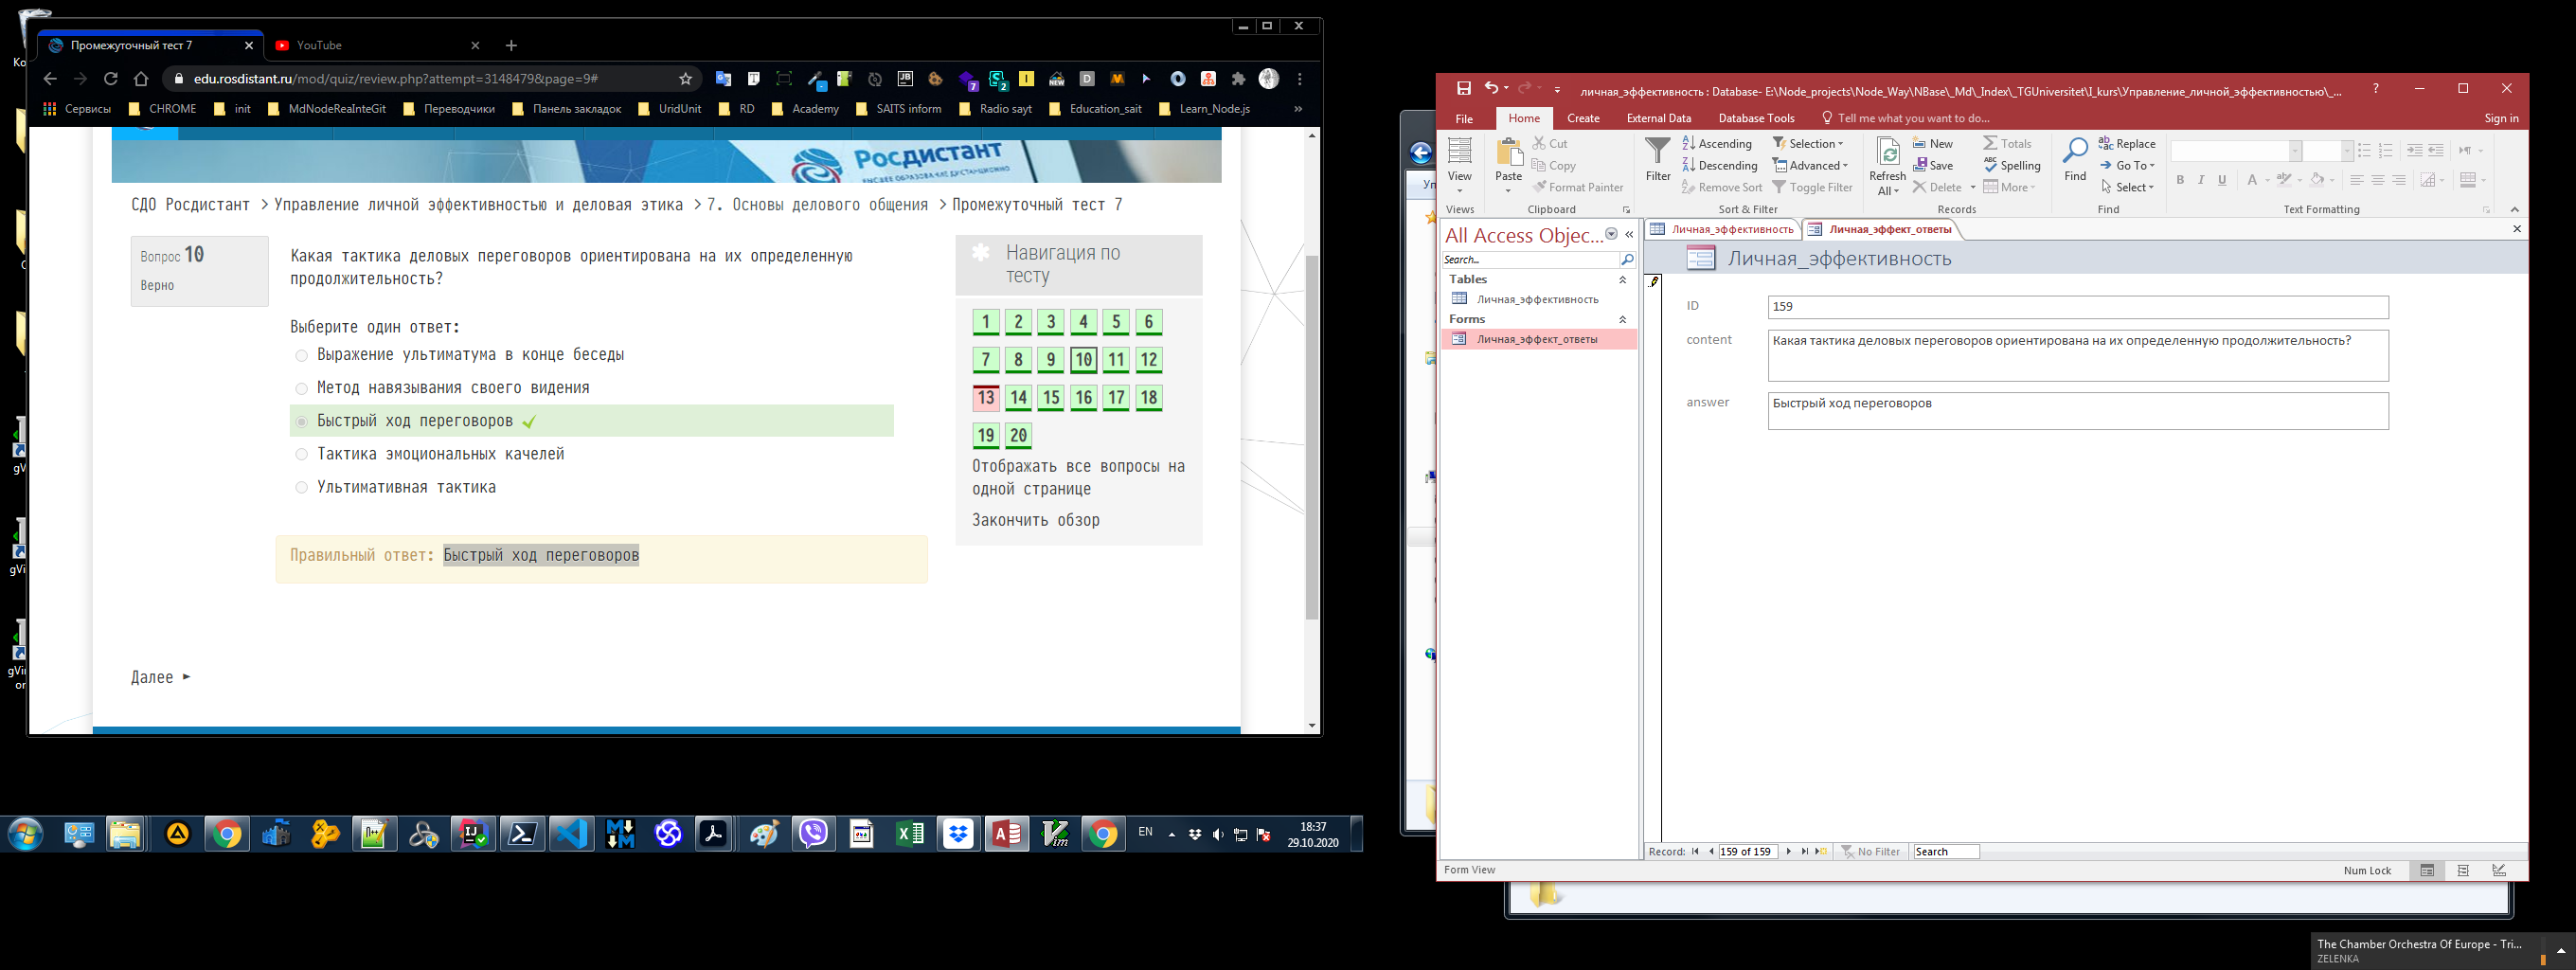 Промежуточный тест 7
YouTube
edu.rosdistant.ru/mod/quiz/review.php?attempt=3148479&page=9#
Сервисы CHROME init MdNodeReaInteGit Переводчики Панель закладок UridUnit RD Academy SAITS inform Radio sayt Education_sait Learn_Node.js »
Росдистант
ВЫСШЕЕ ОБРАЗОВАНИЕ ДИСТАНЦИОННО
СДО Росдистант > Управление личной эффективностью и деловая этика > 7. Основы делового общения > Промежуточный тест 7
Вопрос 10
Верно
Какая тактика деловых переговоров ориентирована на их определенную
продолжительность?
Выберите один ответ:
Выражение ультиматума в конце беседы
Метод навязывания своего видения
Быстрый ход переговоров
Тактика эмоциональных качелей
Ультимативная тактика
Правильный ответ: Быстрый ход переговоров
Далее ►
Навигация по
тесту
1 2 3 4 5 6
7 8 9 10 11 12
13 14 15 16 17 18
19 20
Отображать все вопросы на
одной странице
Закончить обзор
EN
18:37
29.10.2020
личная_эффективность : Database- E:\Node_projects\Node_Way\NBase\_Md\_Index\_TGUniversitet\I_kurs\Управление_личной_эффективностью\_...
File Home Create External Data Database Tools Tell me what you want to do... Sign in
View
Views
Paste
Cut
Copy
Format Painter
Clipboard
Filter
Ascending
Descending
Remove Sort
Selection
Advanced
Toggle Filter
Sort & Filter
Refresh
All
New
Save
Delete
Totals
Spelling
More
Records
Find
Replace
Go To
Select
Find
B I U A
Text Formatting
All Access Objec...
Search...
Tables
Личная_эффективность
Forms
Личная_эффект_ответы
Личная_эффективность
Личная_эффект_ответы
Личная_эффективность
ID 159
content Какая тактика деловых переговоров ориентирована на их определенную продолжительность?
answer Быстрый ход переговоров
Record: 159 of 159 No Filter Search
Form View
Num Lock
The Chamber Orchestra Of Europe - Tri...
ZELENKA